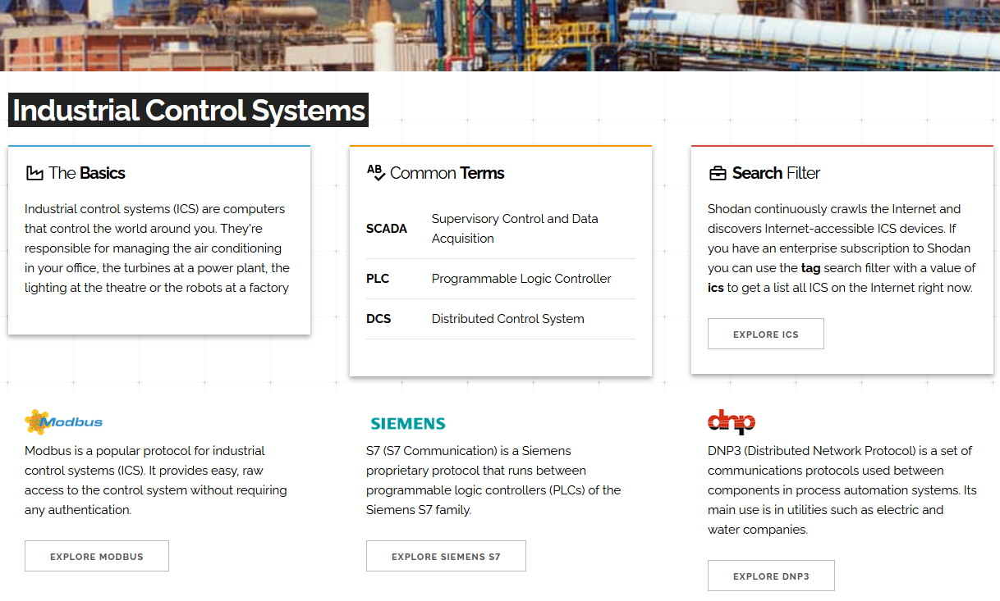 Industrial Control Systems
The Basics
Industrial control systems (ICS) are computers
that control the world around you. They're
responsible for managing the air conditioning
in your office, the turbines at a power plant, the
lighting at the theatre or the robots at a factory
AB Common Terms
SCADA Supervisory Control and Data
Acquisition
PLC Programmable Logic Controller
DCS Distributed Control System
Search Filter
Shodan continuously crawls the Internet and
discovers Internet-accessible ICS devices. If
you have an enterprise subscription to Shodan
you can use the tag search filter with a value of
ics to get a list all ICS on the Internet right now.
EXPLORE ICS
Modbus
Modbus is a popular protocol for industrial
control systems (ICS). It provides easy, raw
access to the control system without requiring
any authentication.
EXPLORE MODBUS
SIEMENS
S7 (S7 Communication) is a Siemens
proprietary protocol that runs between
programmable logic controllers (PLCs) of the
Siemens S7 family.
EXPLORE SIEMENS S7
dnp
DNP3 (Distributed Network Protocol) is a set of
communications protocols used between
components in process automation systems. Its
main use is in utilities such as electric and
water companies.
EXPLORE DNP3